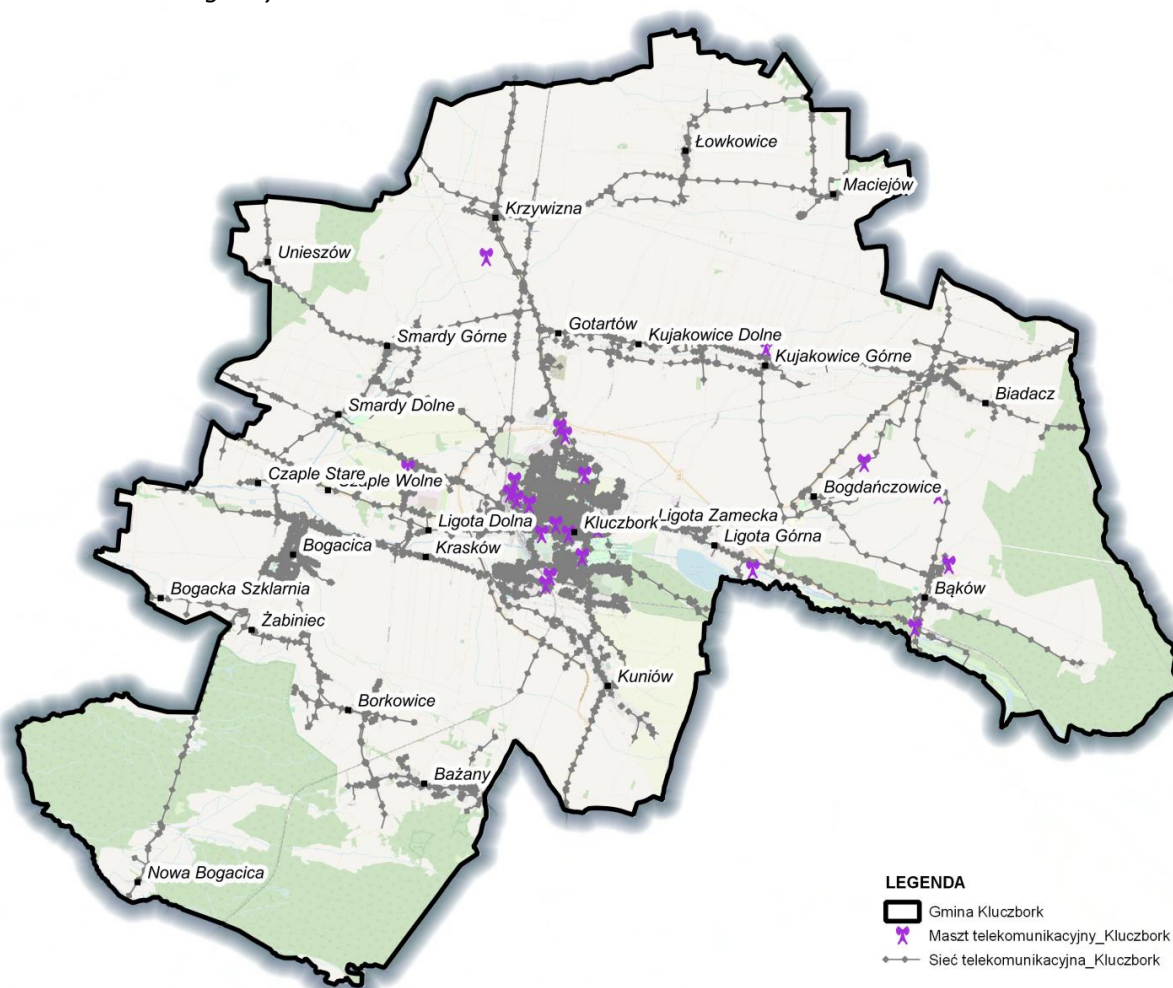 Łowkowice
Maciejów
Krzywizna
Unieszów
Gotartów
Smardy Górne
Kujakowice Dolne
Kujakowice Górne
Biadacz
Smardy Dolne
Czaple Stare
Czaple Wolne
Bogdańczowice
Ligota Dolna
Kluczbork
Ligota Zamecka
Ligota Górna
Bogacica
Krasków
Bogacka Szklarnia
Bąków
Żabiniec
Kuniów
Borkowice
Bażany
Nowa Bogacica
LEGENDA
Gmina Kluczbork
Maszt telekomunikacyjny_Kluczbork
Sieć telekomunikacyjna_Kluczbork